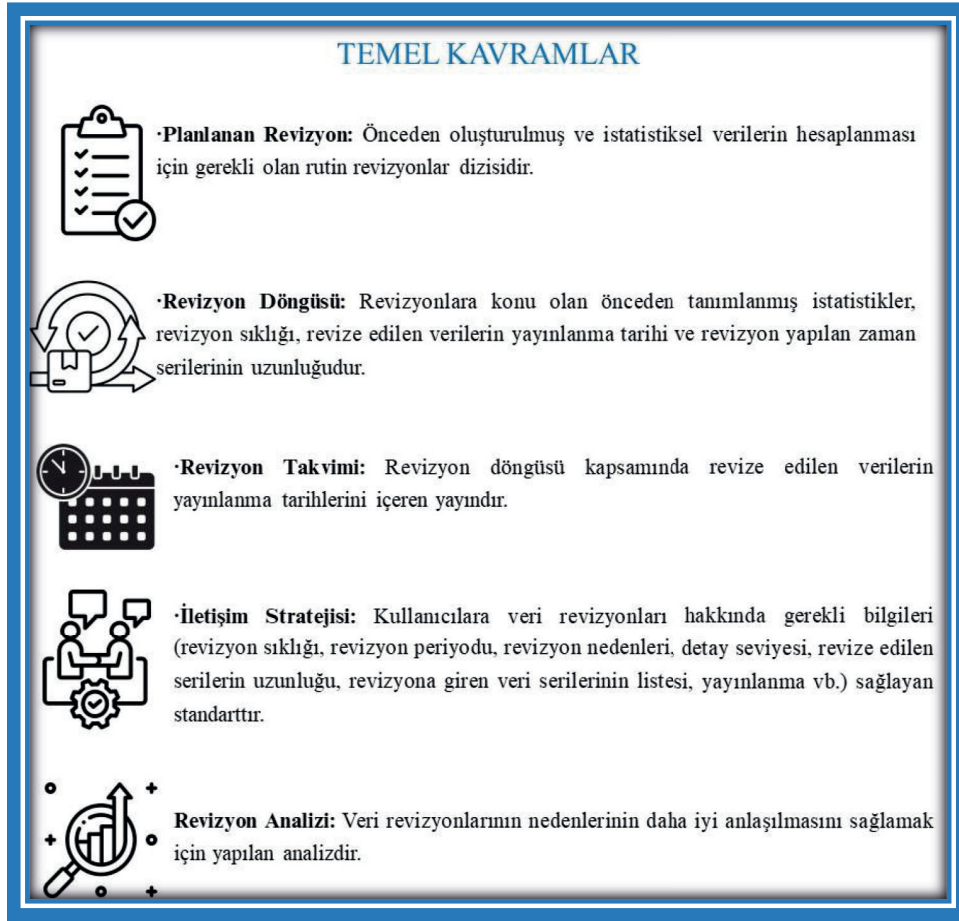 TEMEL KAVRAMLAR
·Planlanan Revizyon: Önceden oluşturulmuş ve istatistiksel verilerin hesaplanması
için gerekli olan rutin revizyonlar dizisidir.
·Revizyon Döngüsü: Revizyonlara konu olan önceden tanımlanmış istatistikler,
revizyon sıklığı, revize edilen verilerin yayınlanma tarihi ve revizyon yapılan zaman
serilerinin uzunluğudur.
·Revizyon Takvimi: Revizyon döngüsü kapsamında revize edilen verilerin
yayınlanma tarihlerini içeren yayındır.
·İletişim Stratejisi: Kullanıcılara veri revizyonları hakkında gerekli bilgileri
(revizyon sıklığı, revizyon periyodu, revizyon nedenleri, detay seviyesi, revize edilen
serilerin uzunluğu, revizyona giren veri serilerinin listesi, yayınlanma vb.) sağlayan
standarttır.
Revizyon Analizi: Veri revizyonlarının nedenlerinin daha iyi anlaşılmasını sağlamak
için yapılan analizdir.